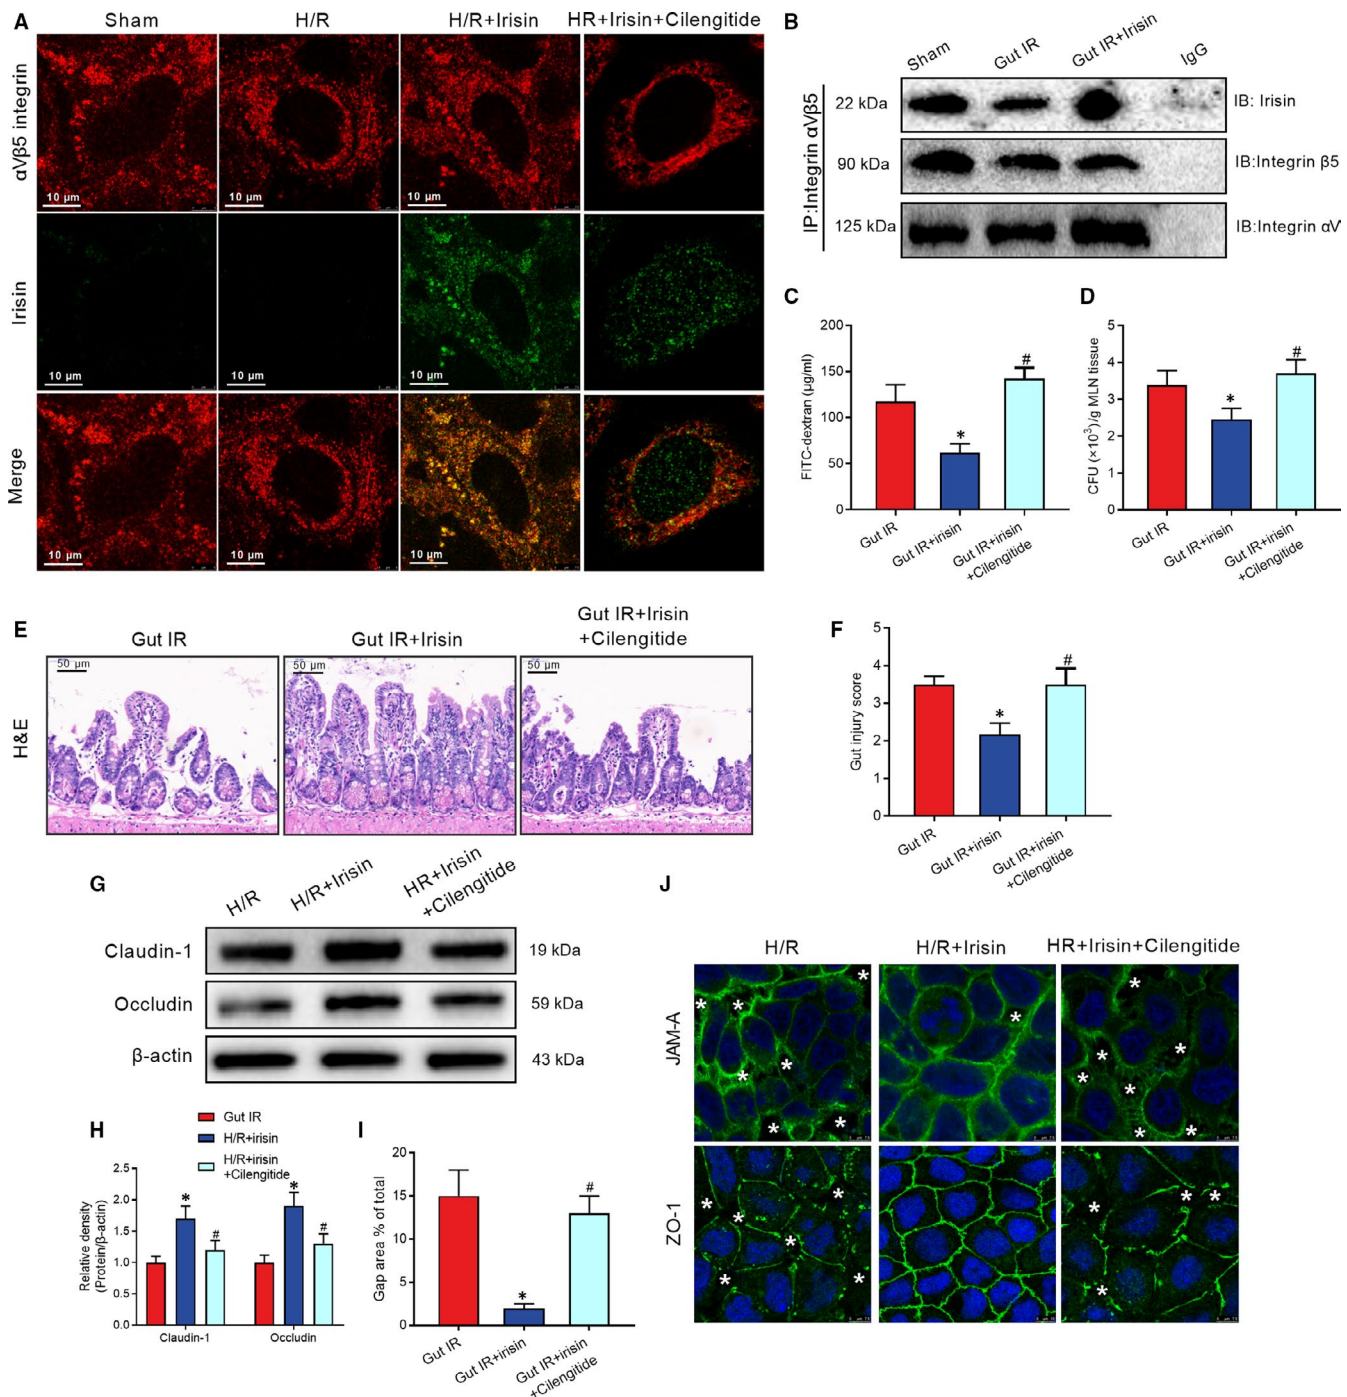 A
Sham
H/R
H/R+Irisin
HR+Irisin+Cilengitide
αVβ5 integrin
10 µm
10 µm
10 µm
10 µm
Irisin
10 µm
10 µm
10 µm
10 µm
Merge
10 µm
10 µm
10 µm
10 µm
B
Sham
Gut IR
Gut IR+Irisin
IgG
IP:Integrin αVβ5
22 kDa
IB: Irisin
90 kDa
IB:Integrin β5
125 kDa
IB:Integrin αV
C
FITC-dextran (µg/ml)
200
150
100
50
0
*
#
Gut IR
Gut IR+irisin
Gut IR+irisin
+Cilengitide
D
CFU (×10³)/g MLN tissue
5
4
3
2
1
0
*
#
Gut IR
Gut IR+irisin
Gut IR+irisin
+Cilengitide
E
Gut IR
Gut IR+Irisin
Gut IR+Irisin
+Cilengitide
H&E
50 µm
50 µm
50 µm
F
Gut injury score
5
4
3
2
1
0
*
#
Gut IR
Gut IR+irisin
Gut IR+irisin
+Cilengitide
G
H/R
H/R+Irisin
HR+Irisin
+Cilengitide
Claudin-1
19 kDa
Occludin
59 kDa
β-actin
43 kDa
H
Gut IR
H/R+irisin
H/R+irisin
+Cilengitide
Relative density
(Protein/β-actin)
2.5
2.0
1.5
1.0
0.5
0.0
*
#
*
#
Claudin-1
Occludin
I
Gap area % of total
20
15
10
5
0
*
#
Gut IR
Gut IR+irisin
Gut IR+irisin
+Cilengitide
J
H/R
H/R+Irisin
HR+Irisin+Cilengitide
JAM-A
ZO-1